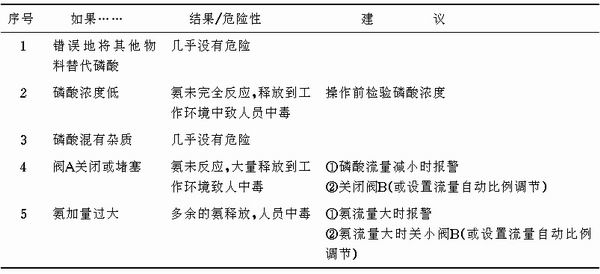 序号 如果…… 结果/危险性 建 议
1 错误地将其他物 几乎没有危险
料替代磷酸
2 磷酸浓度低 氨未完全反应,释放到工 操作前检验磷酸浓度
作环境中致人员中毒
3 磷酸混有杂质 几乎没有危险
4 阀A关闭或堵塞 氨未反应,大量释放到工 ①磷酸流量减小时报警
作环境致人中毒 ②关闭阀B(或设置流量自动比例调节)
5 氨加量过大 多余的氨释放,人员中毒 ①氨流量大时报警
②氨流量大时关小阀B(或设置流量自动比例
调节)